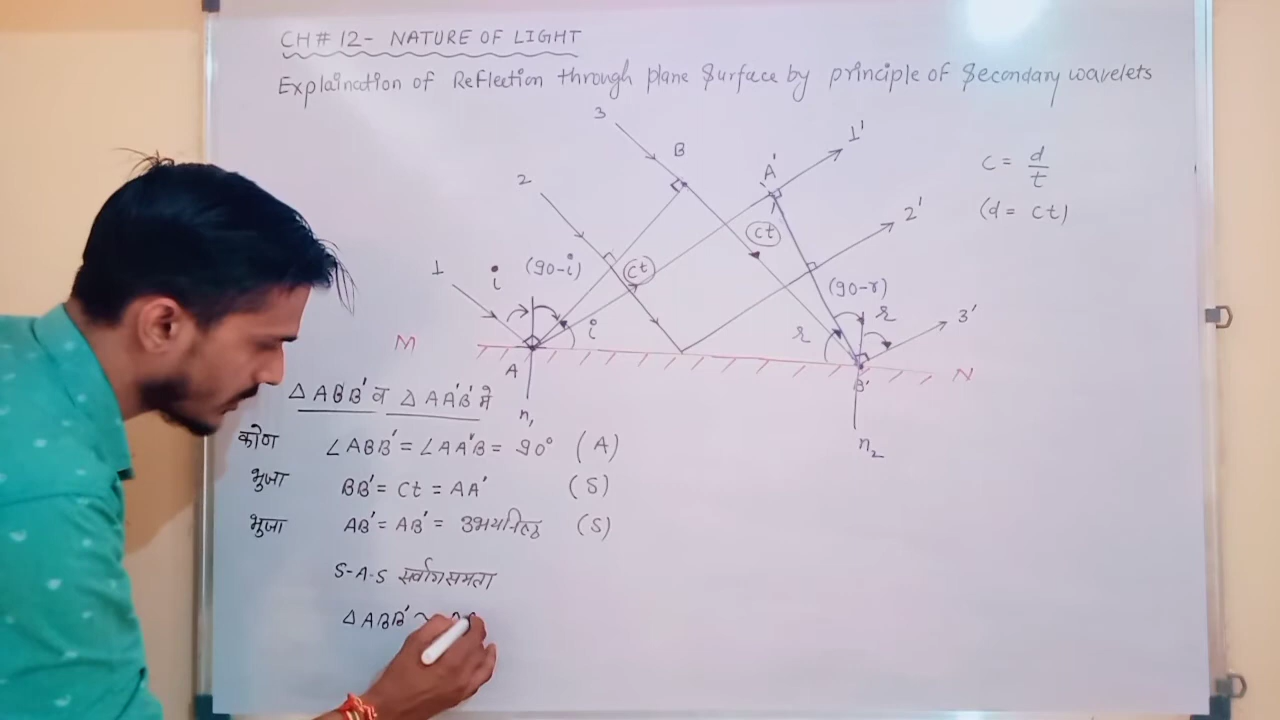 CH # 12 - NATURE OF LIGHT
Explaination of Reflection through plane Surface by principle of Secondary wavelets
3
B
A'
1'
C = d/t
2
2'
(d = ct)
ct
1
i
(90-i)
ct
(90-r)
r
3'
M
i
r
N
A
B'
n₁
n₂
△ABB' व △AA'B' मे
कोण ∠ABB' = ∠AA'B = 90° (A)
भुजा BB' = ct = AA' (S)
भुजा AB' = AB' = उभयनिष्ठ (S)
S-A-S सर्वांगसमता
△ABB' ~